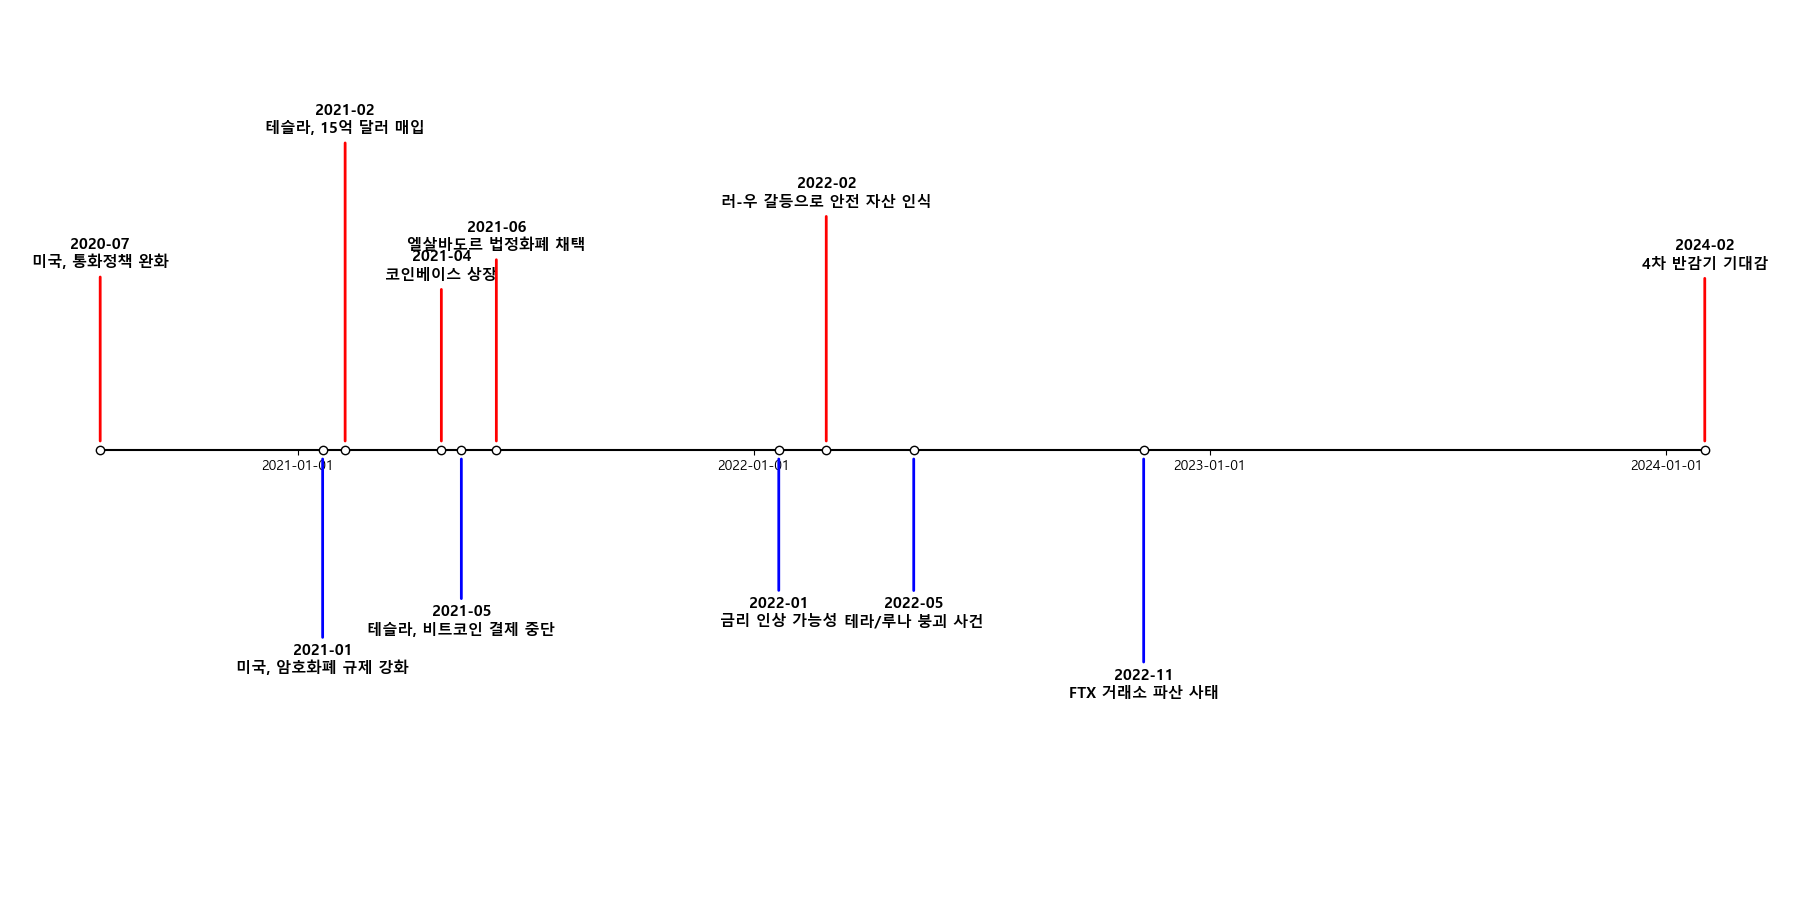 2021-02
테슬라, 15억 달러 매입
2022-02
러-우 갈등으로 안전 자산 인식
2021-06
엘살바도르 법정화폐 채택
2020-07
미국, 통화정책 완화
2021-04
코인베이스 상장
2024-02
4차 반감기 기대감
2021-01-01
2022-01-01
2023-01-01
2024-01-01
2022-01
금리 인상 가능성
2022-05
테라/루나 붕괴 사건
2021-05
테슬라, 비트코인 결제 중단
2021-01
미국, 암호화폐 규제 강화
2022-11
FTX 거래소 파산 사태